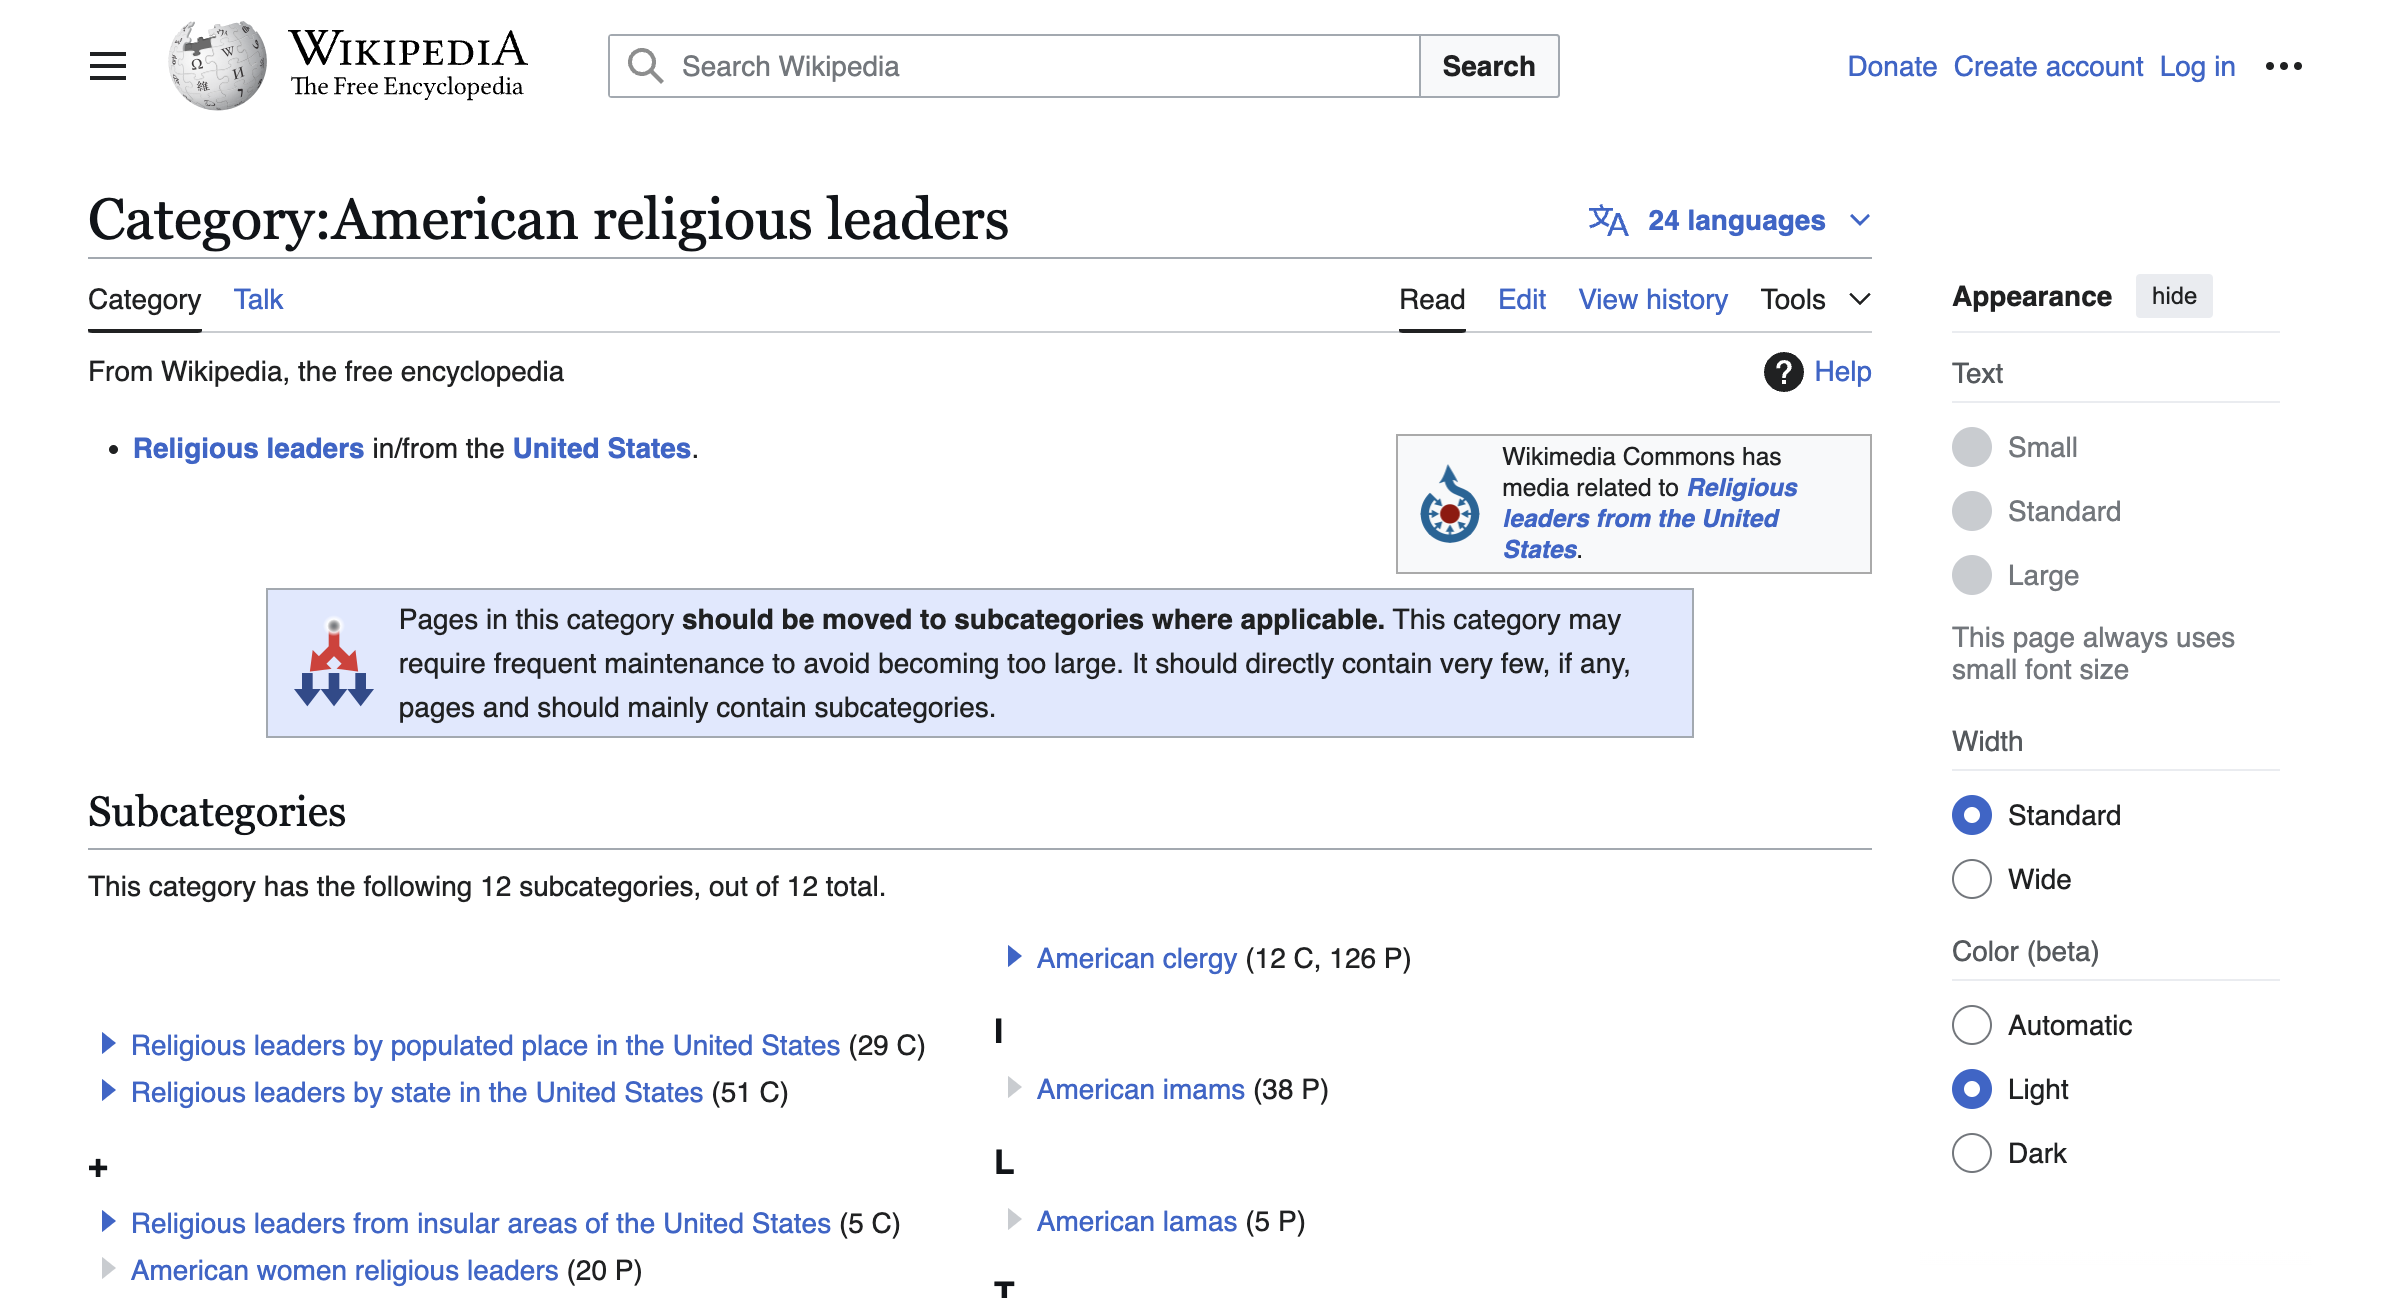 WIKIPEDIA
The Free Encyclopedia
Search Wikipedia
Search
Donate
Create account
Log in
Category:American religious leaders
24 languages
Category
Talk
Read
Edit
View history
Tools
From Wikipedia, the free encyclopedia
Help
Religious leaders in/from the United States.
Wikimedia Commons has
media related to Religious
leaders from the United
States.
Pages in this category should be moved to subcategories where applicable. This category may
require frequent maintenance to avoid becoming too large. It should directly contain very few, if any,
pages and should mainly contain subcategories.
Subcategories
This category has the following 12 subcategories, out of 12 total.
Religious leaders by populated place in the United States (29 C)
Religious leaders by state in the United States (51 C)
+
Religious leaders from insular areas of the United States (5 C)
American women religious leaders (20 P)
American clergy (12 C, 126 P)
I
American imams (38 P)
L
American lamas (5 P)
Appearance
hide
Text
Small
Standard
Large
This page always uses
small font size
Width
Standard
Wide
Color (beta)
Automatic
Light
Dark